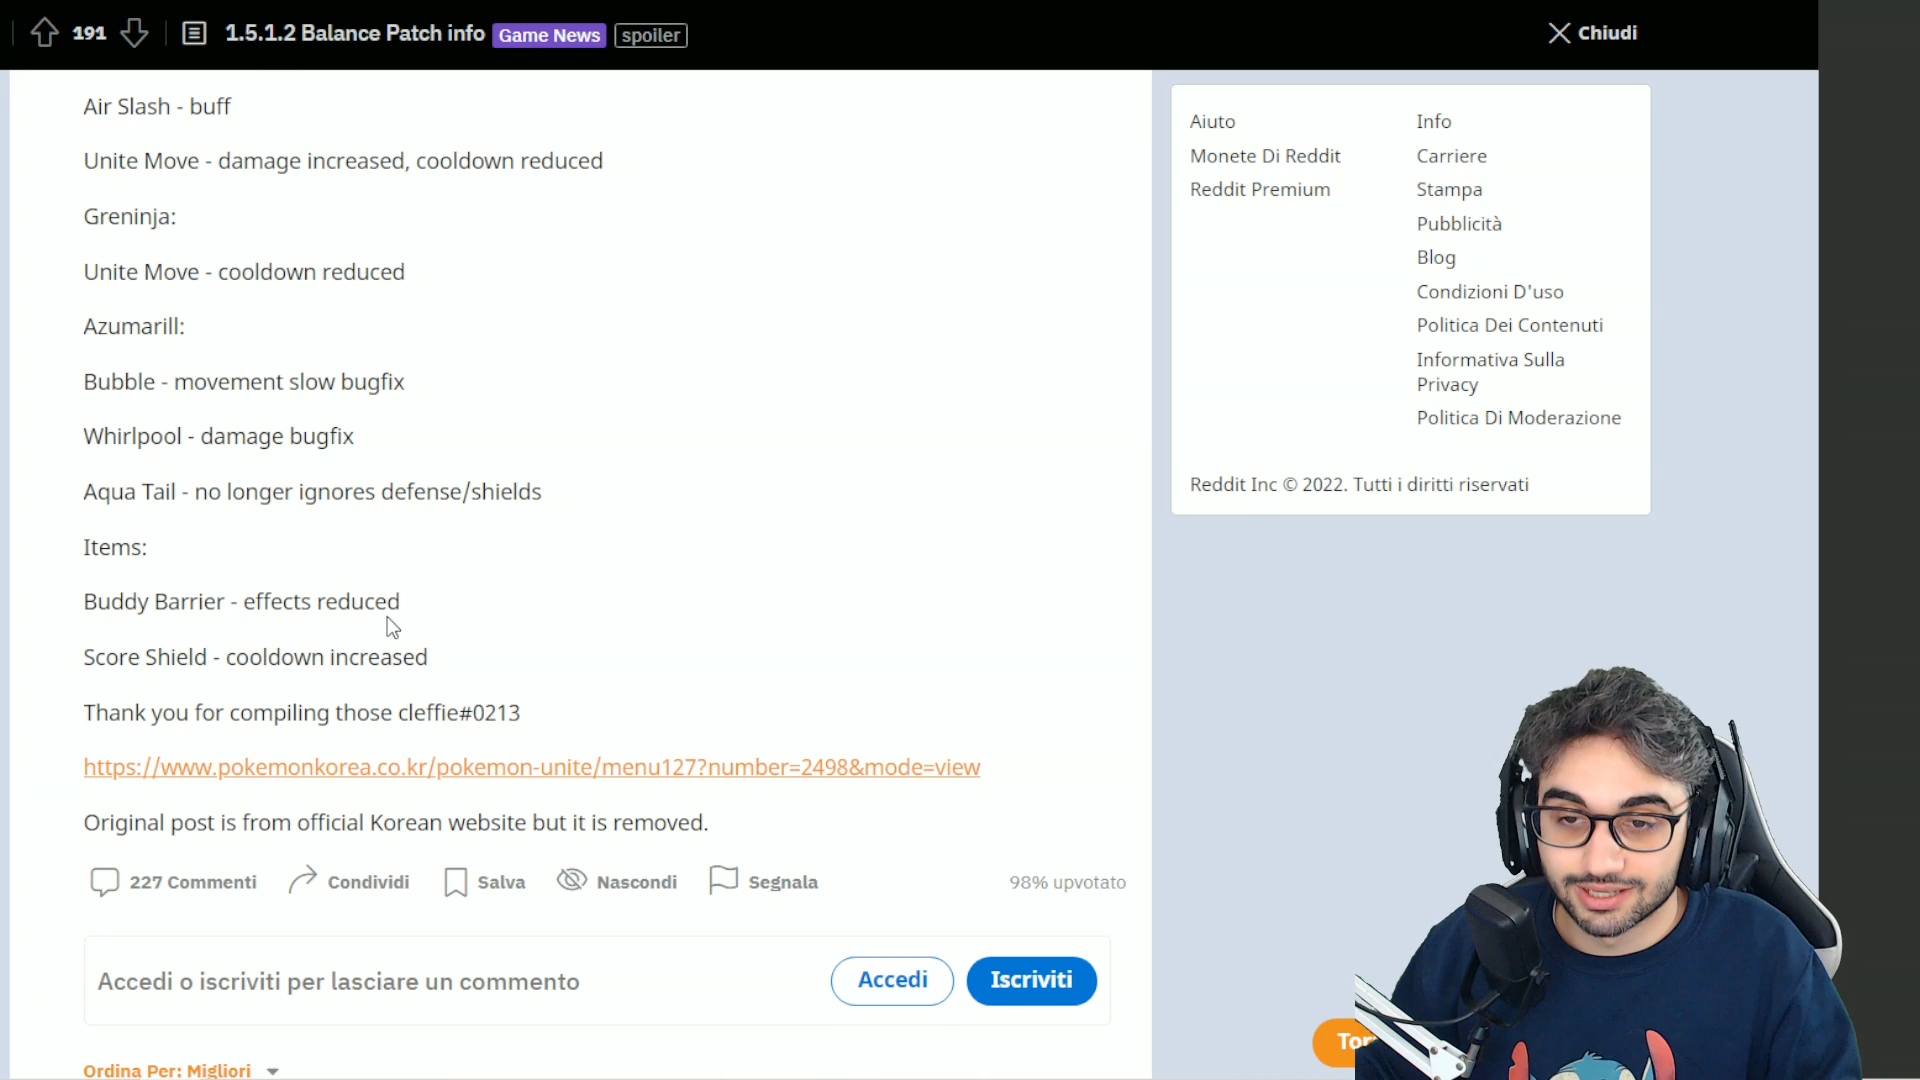 191
1.5.1.2 Balance Patch info Game News spoiler
Chiudi
Air Slash - buff
Unite Move - damage increased, cooldown reduced
Greninja:
Unite Move - cooldown reduced
Azumarill:
Bubble - movement slow bugfix
Whirlpool - damage bugfix
Aqua Tail - no longer ignores defense/shields
Items:
Buddy Barrier - effects reduced
Score Shield - cooldown increased
Thank you for compiling those cleffie#0213
https://www.pokemonkorea.co.kr/pokemon-unite/menu127?number=2498&mode=view
Original post is from official Korean website but it is removed.
227 Commenti
Condividi
Salva
Nascondi
Segnala
98% upvotato
Accedi o iscriviti per lasciare un commento
Accedi
Iscriviti
Ordina Per: Migliori
Aiuto
Monete Di Reddit
Reddit Premium
Info
Carriere
Stampa
Pubblicità
Blog
Condizioni D'uso
Politica Dei Contenuti
Informativa Sulla
Privacy
Politica Di Moderazione
Reddit Inc © 2022. Tutti i diritti riservati